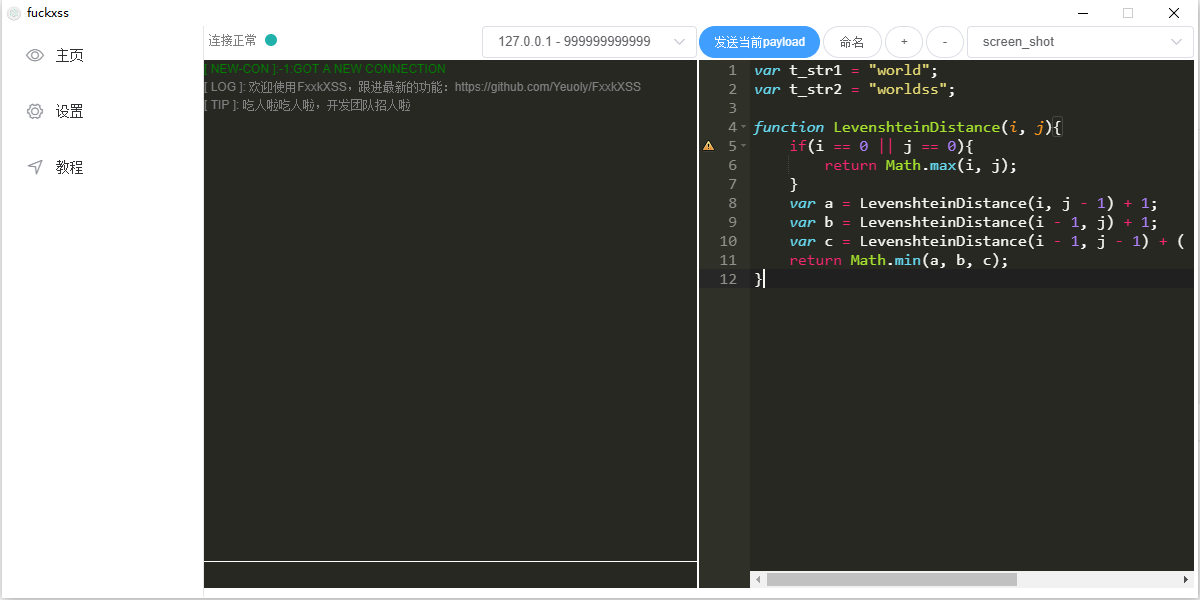 fuckxss
主页
设置
教程
连接正常
127.0.0.1 - 999999999999
发送当前payload
命名
+
-
screen_shot
[ NEW-CON ]:-1:GOT A NEW CONNECTION
[ LOG ]: 欢迎使用FxxkXSS，跟进最新的功能：https://github.com/Yeuoly/FxxkXSS
[ TIP ]: 吃人啦吃人啦，开发团队招人啦
1 var t_str1 = "world";
2 var t_str2 = "worldss";
3
4 function LevenshteinDistance(i, j){
5 if(i == 0 || j == 0){
6 return Math.max(i, j);
7 }
8 var a = LevenshteinDistance(i, j - 1) + 1;
9 var b = LevenshteinDistance(i - 1, j) + 1;
10 var c = LevenshteinDistance(i - 1, j - 1) + (
11 return Math.min(a, b, c);
12 }